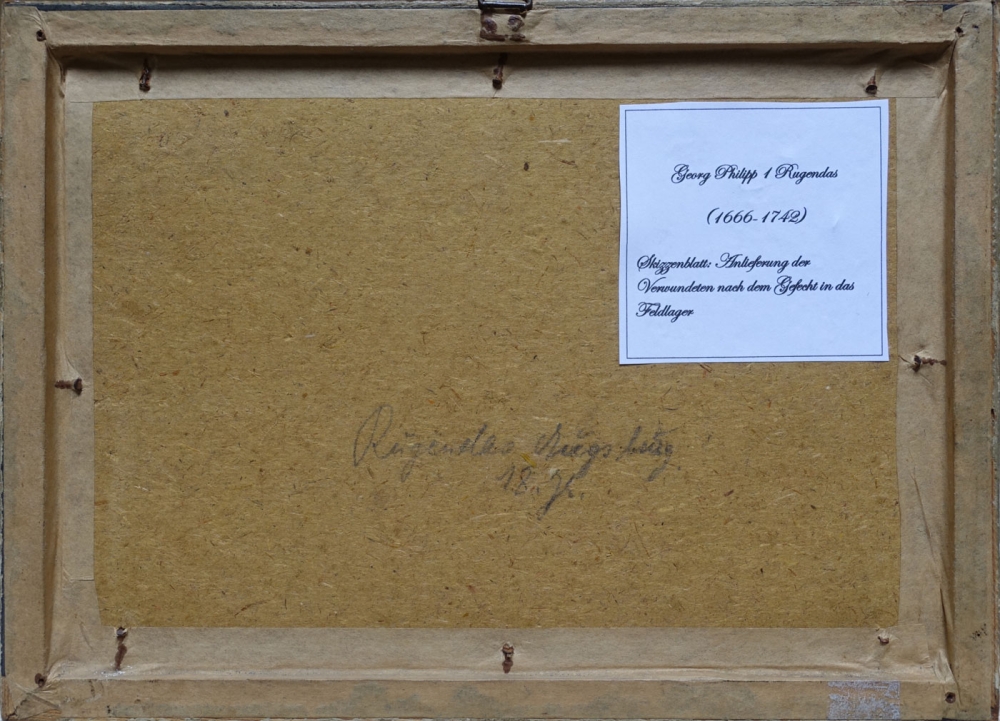 Georg Philipp 1 Rugendas
(1666-1742)
Skizzenblatt: Anlieferung der
Verwundeten nach dem Gefecht in das
Feldlager
Rugendas Augsburg
18. Jh.